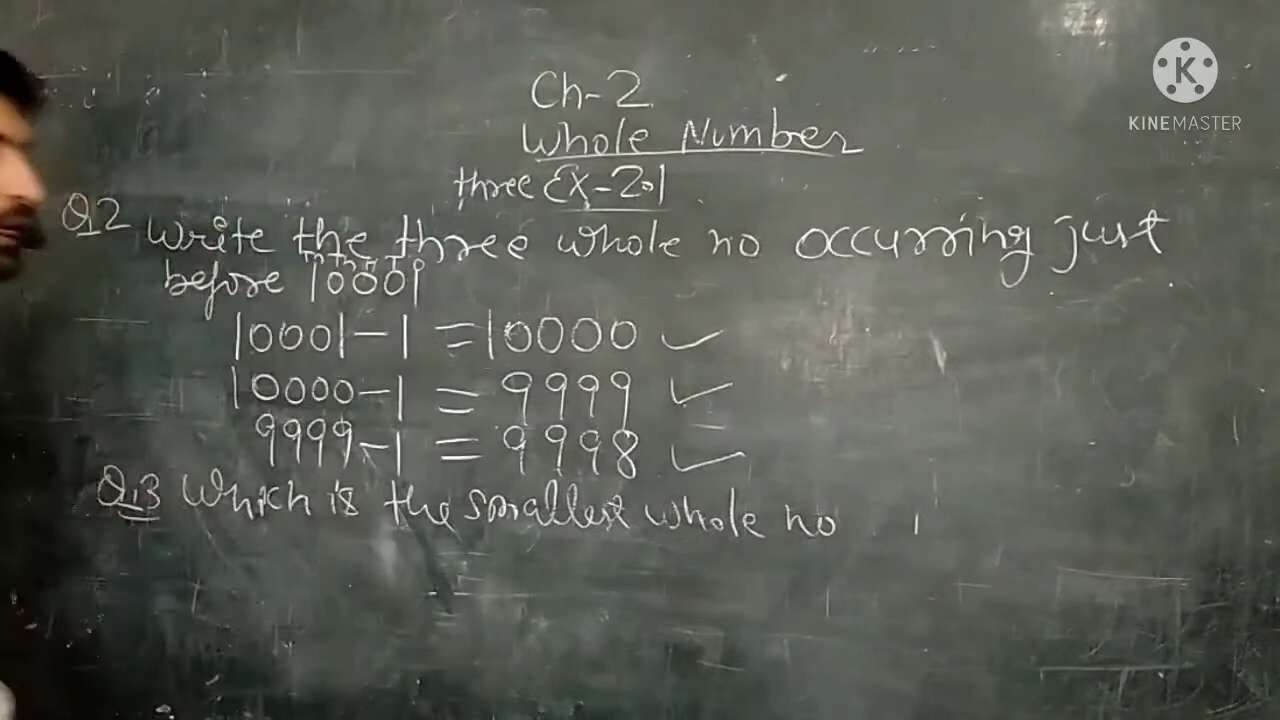 Ch-2
Whole Number
three Ex-2.1
Q2 Write the three whole no occurring just
before 10001
10001-1 = 10000 ✓
10000-1 = 9999 ✓
9999-1 = 9998 ✓
Q.3 Which is the smallest whole no
K
KINEMASTER